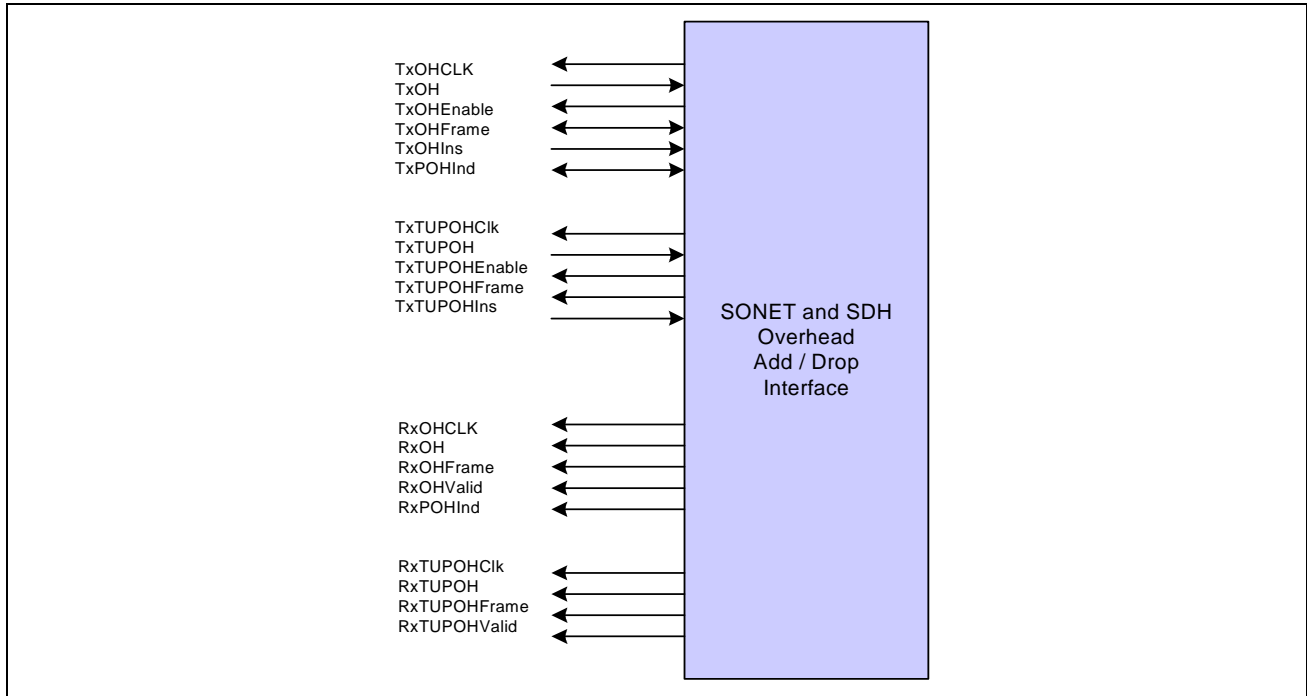 TxOHCLK
TxOH
TxOHEnable
TxOHFrame
TxOHIns
TxPOHInd
TxTUPOHClk
TxTUPOH
TxTUPOHEnable
TxTUPOHFrame
TxTUPOHIns
SONET and SDH
Overhead
Add / Drop
Interface
RxOHCLK
RxOH
RxOHFrame
RxOHValid
RxPOHInd
RxTUPOHClk
RxTUPOH
RxTUPOHFrame
RxTUPOHValid